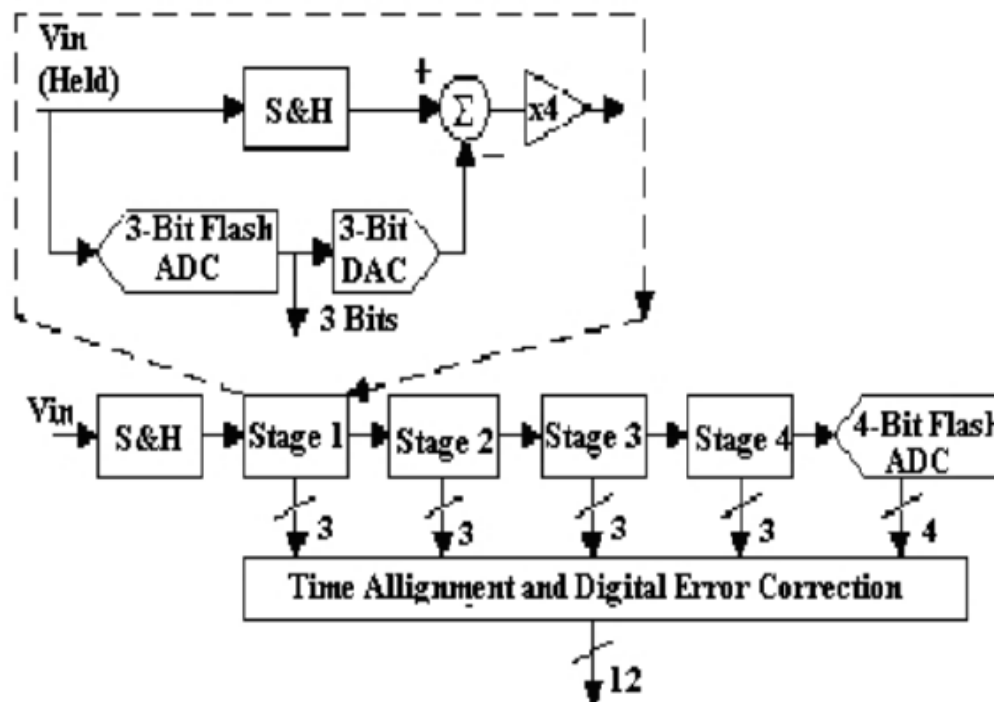 Vin
(Held)
S&H
+
Σ
x4
−
3-Bit Flash
ADC
3-Bit
DAC
3 Bits
Vin
S&H
Stage 1
Stage 2
Stage 3
Stage 4
4-Bit Flash
ADC
3
3
3
3
4
Time Allignment and Digital Error Correction
12